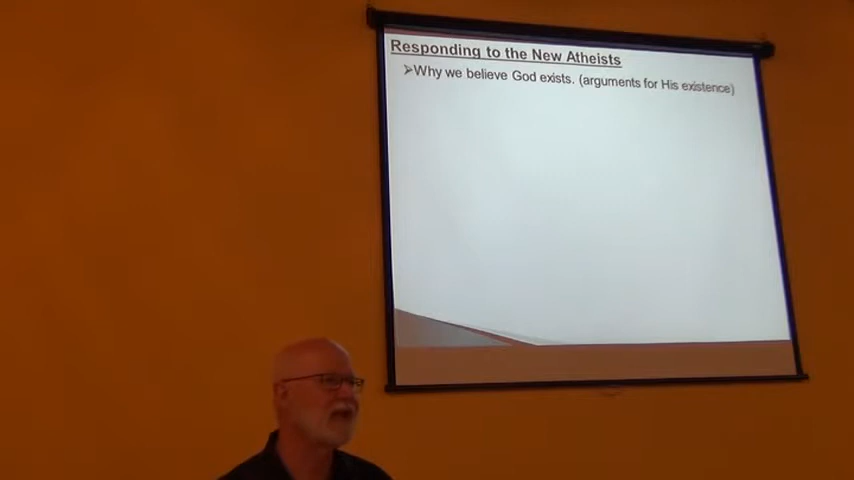 Responding to the New Atheists
➢Why we believe God exists. (arguments for His existence)